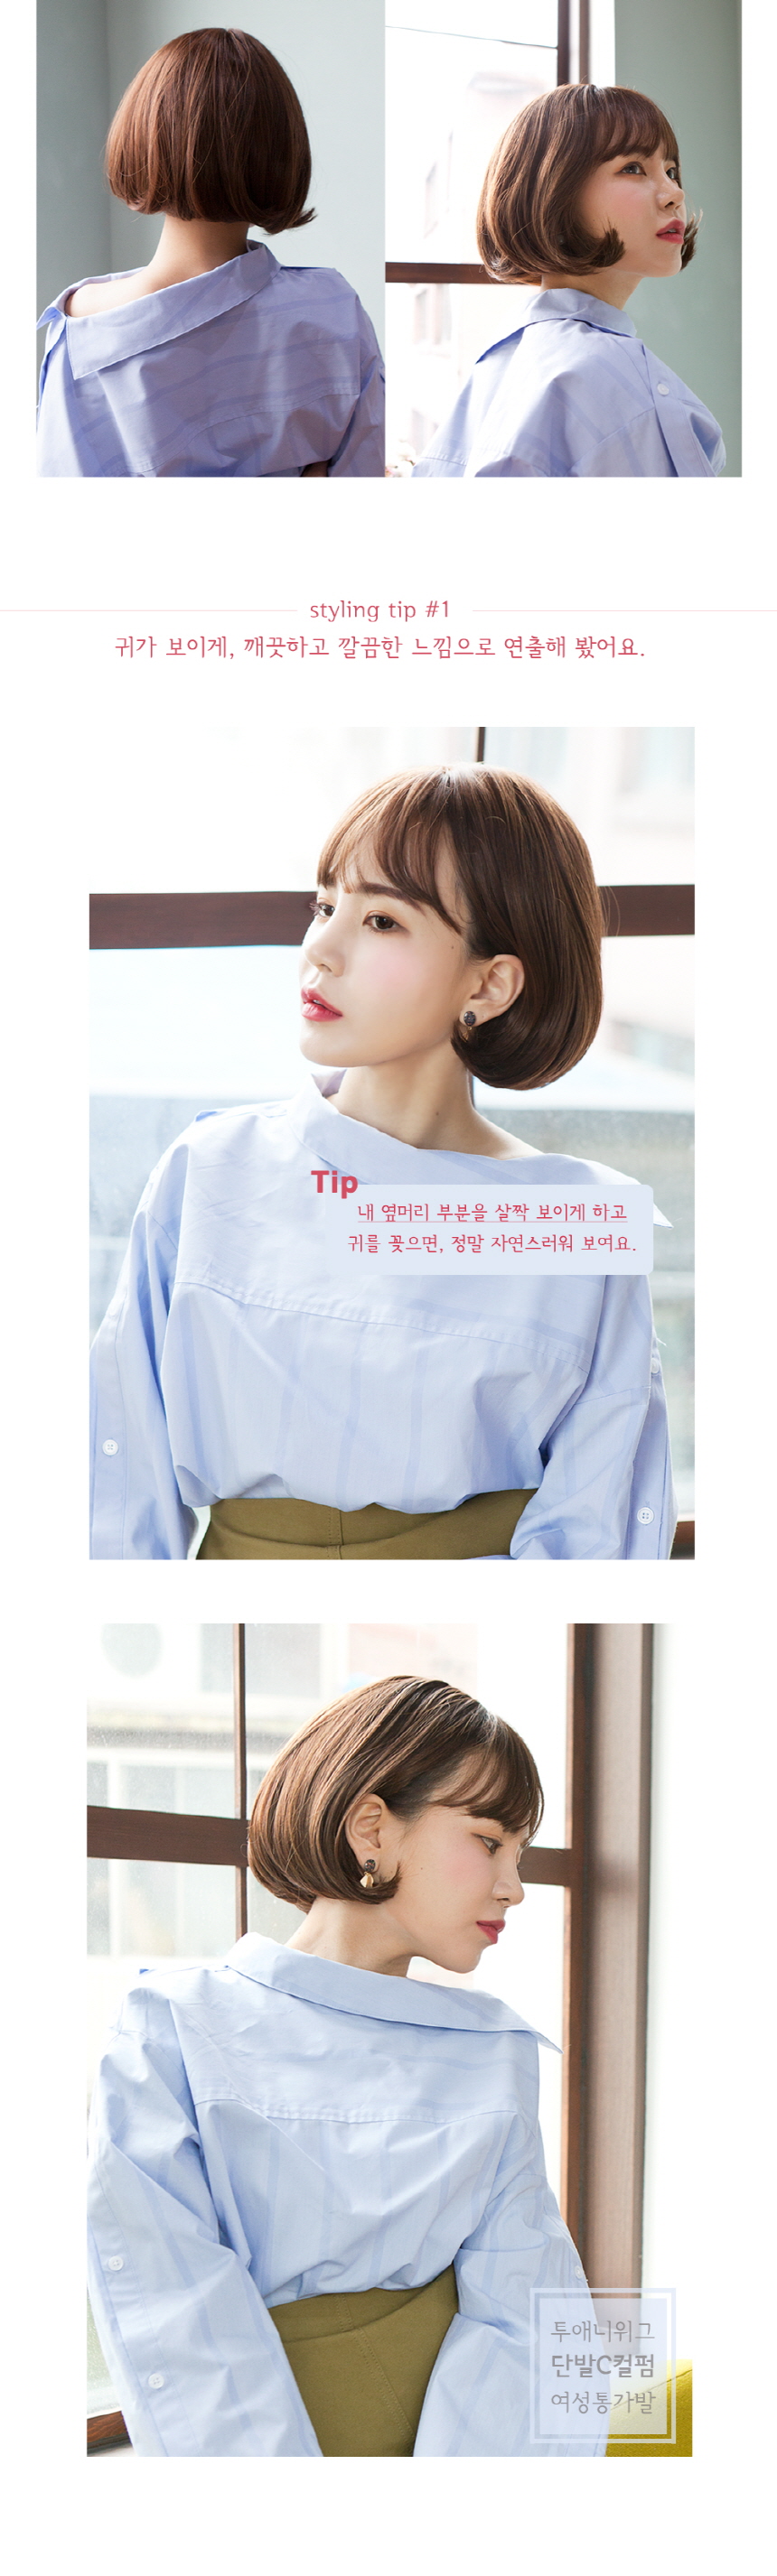 styling tip #1
귀가 보이게, 깨끗하고 깔끔한 느낌으로 연출해 봤어요.
Tip
내 옆머리 부분을 살짝 보이게 하고
귀를 꽂으면, 정말 자연스러워 보여요.
투애니위그
단발C컬펌
여성통가발